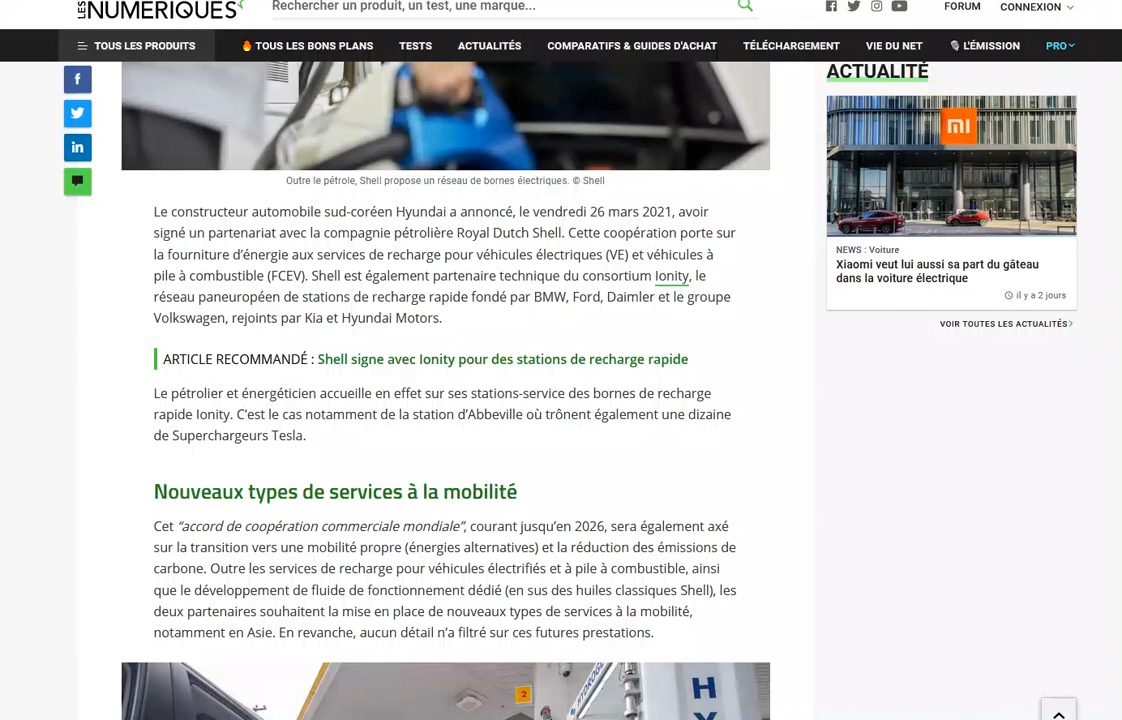 LES NUMERIQUES
Rechercher un produit, un test, une marque...
FORUM
CONNEXION
TOUS LES PRODUITS
TOUS LES BONS PLANS
TESTS
ACTUALITÉS
COMPARATIFS & GUIDES D'ACHAT
TÉLÉCHARGEMENT
VIE DU NET
L'ÉMISSION
PRO
f
in
Outre le pétrole, Shell propose un réseau de bornes électriques. © Shell
Le constructeur automobile sud-coréen Hyundai a annoncé, le vendredi 26 mars 2021, avoir
signé un partenariat avec la compagnie pétrolière Royal Dutch Shell. Cette coopération porte sur
la fourniture d'énergie aux services de recharge pour véhicules électriques (VE) et véhicules à
pile à combustible (FCEV). Shell est également partenaire technique du consortium Ionity, le
réseau paneuropéen de stations de recharge rapide fondé par BMW, Ford, Daimler et le groupe
Volkswagen, rejoints par Kia et Hyundai Motors.
ARTICLE RECOMMANDÉ : Shell signe avec Ionity pour des stations de recharge rapide
Le pétrolier et énergéticien accueille en effet sur ses stations-service des bornes de recharge
rapide Ionity. C'est le cas notamment de la station d'Abbeville où trônent également une dizaine
de Superchargeurs Tesla.
Nouveaux types de services à la mobilité
Cet “accord de coopération commerciale mondiale”, courant jusqu'en 2026, sera également axé
sur la transition vers une mobilité propre (énergies alternatives) et la réduction des émissions de
carbone. Outre les services de recharge pour véhicules électrifiés et à pile à combustible, ainsi
que le développement de fluide de fonctionnement dédié (en sus des huiles classiques Shell), les
deux partenaires souhaitent la mise en place de nouveaux types de services à la mobilité,
notamment en Asie. En revanche, aucun détail n'a filtré sur ces futures prestations.
2
HYDROG
HY
ACTUALITÉ
mi
NEWS : Voiture
Xiaomi veut lui aussi sa part du gâteau
dans la voiture électrique
il y a 2 jours
VOIR TOUTES LES ACTUALITÉS